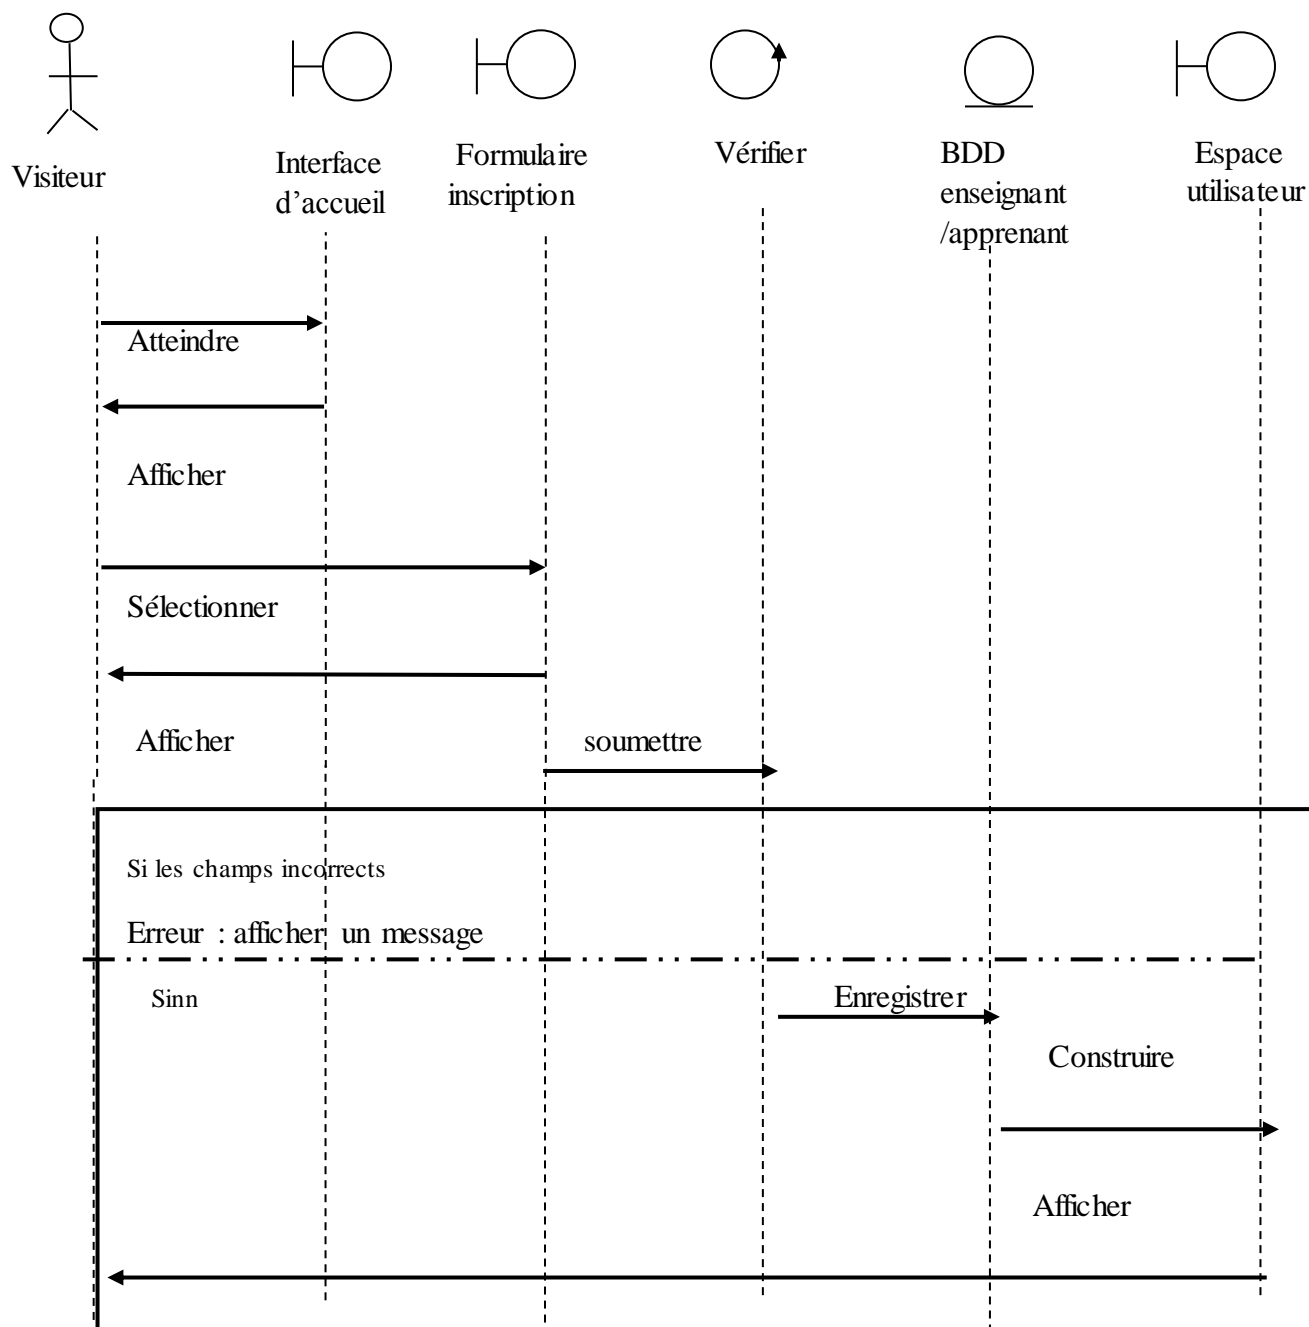 Visiteur
Interface
d’accueil
Formulaire
inscription
Vérifier
BDD
enseignant
/apprenant
Espace
utilisateur
Atteindre
Afficher
Sélectionner
Afficher
soumettre
Si les champs incorrects
Erreur : afficher un message
Sinn
Enregistrer
Construire
Afficher